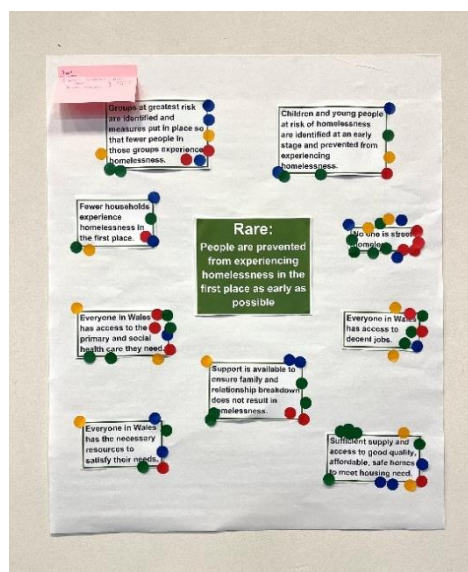 Groups at greatest risk
are identified and
measures put in place so
that fewer people in
those groups experience
homelessness.
Children and young people
at risk of homelessness
are identified at an early
stage and prevented from
experiencing
homelessness.
Fewer households
experience
homelessness in
the first place.
Rare:
People are prevented
from experiencing
homelessness in the
first place as early as
possible
No one is street
homeless.
Everyone in Wales
has access to the
primary and social
health care they need.
Everyone in Wales
has access to
decent jobs.
Support is available to
ensure family and
relationship breakdown
does not result in
homelessness.
Everyone in Wales
has the necessary
resources to
satisfy their needs.
Sufficient supply and
access to good quality,
affordable, safe homes
to meet housing need.